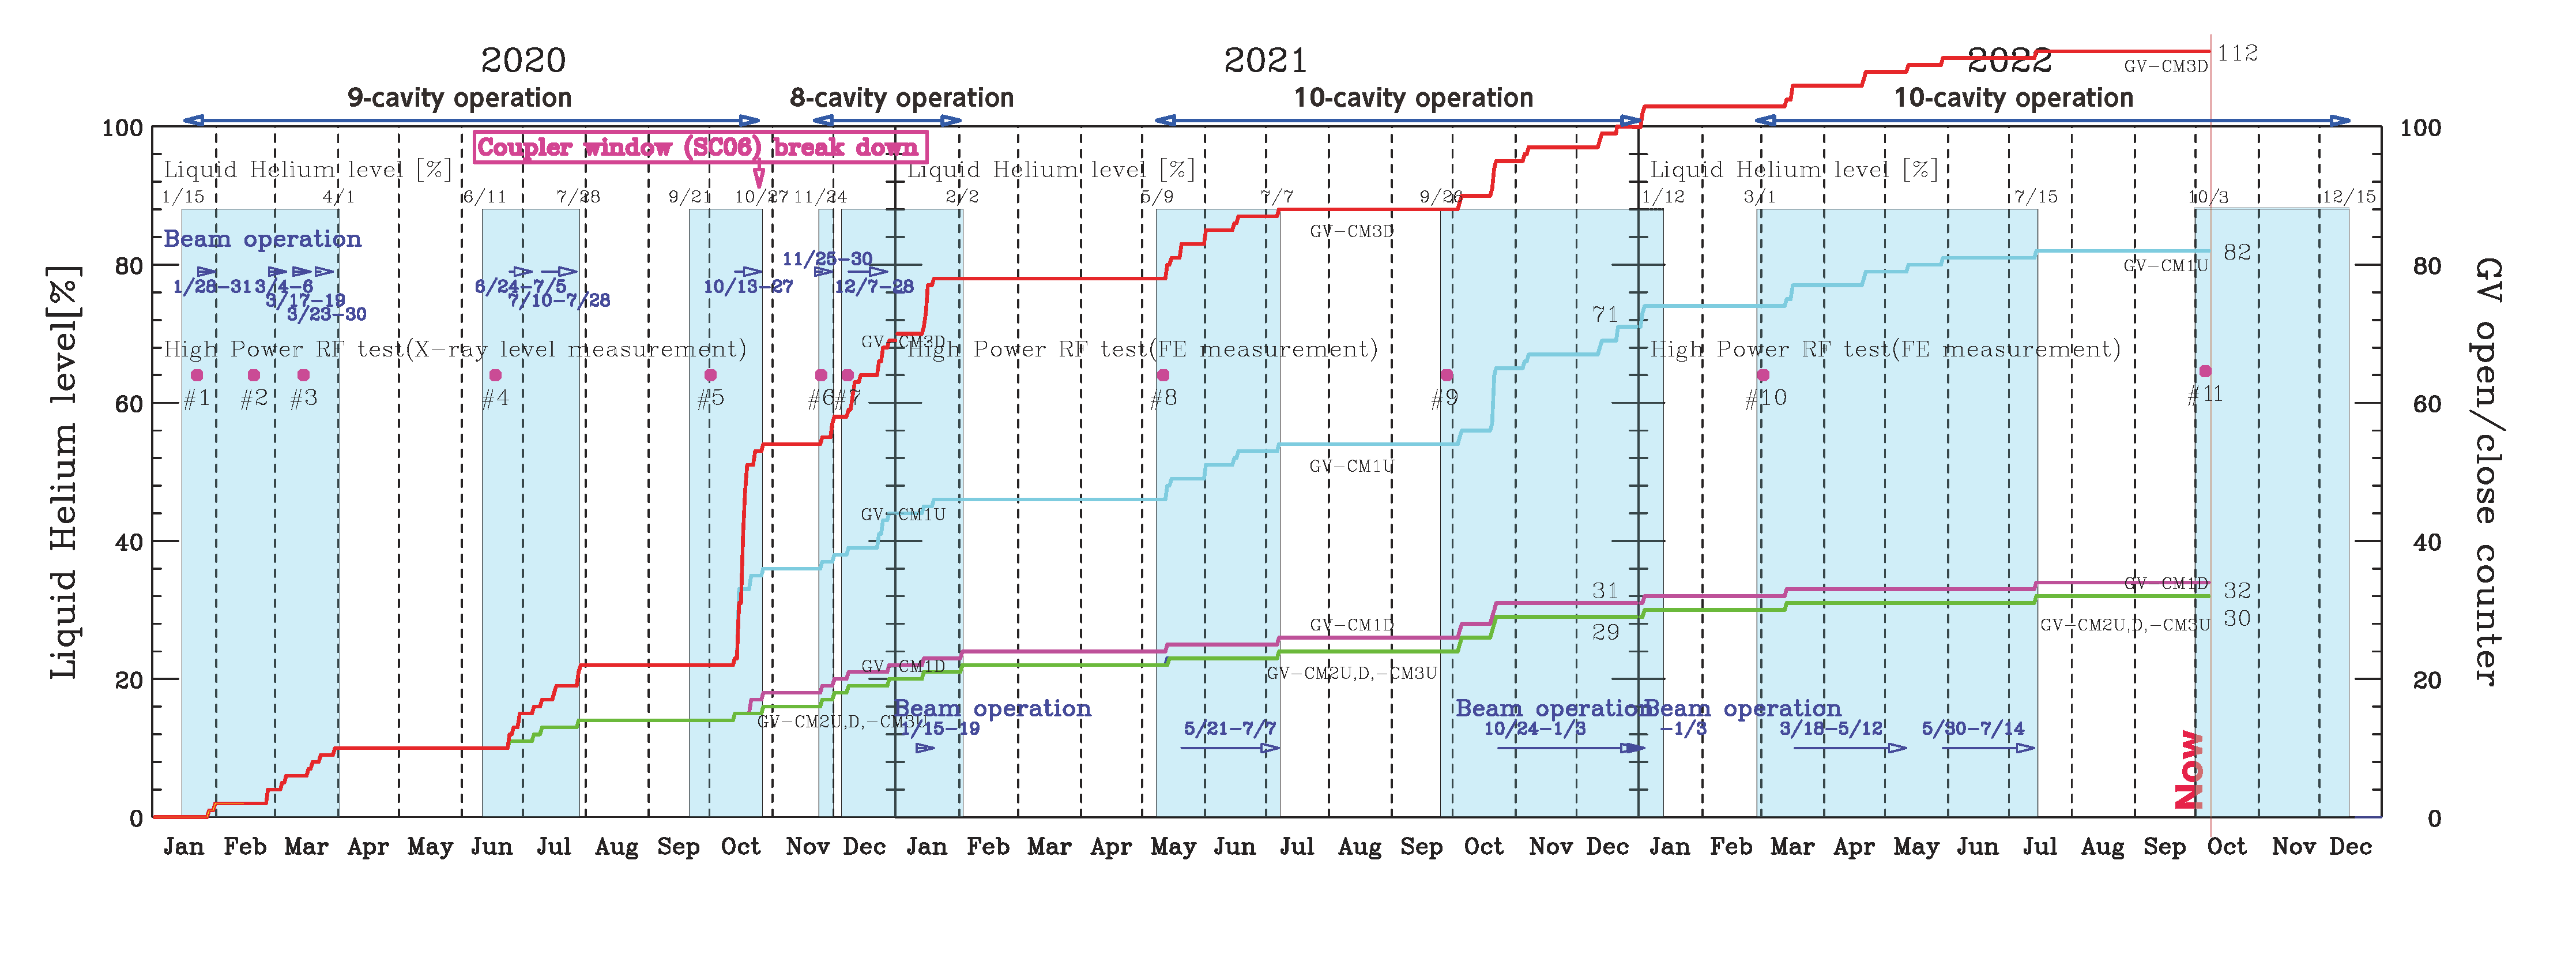 2020 2021 2022
112
GV-CM3D
9-cavity operation 8-cavity operation 10-cavity operation 10-cavity operation
100 100
Coupler window (SC06) break down
Liquid Helium level [%] Liquid Helium level [%] Liquid Helium level [%]
1/15 4/1 6/11 7/28 9/21 10/27 11/24 2/2 5/9 7/7 9/26 1/12 3/1 7/15 10/3 12/15
GV-CM3D
Beam operation
82
11/25-30
80 GV-CM1U 80
1/28-31 3/4-6 6/24-7/5 10/13-27 12/7-28
3/17-19 7/10-7/28
3/23-30
71
GV-CM3D
High Power RF test(X-ray level measurement) High Power RF test(FE measurement) High Power RF test(FE measurement)
#1 #2 #3 #4 #5 #6 #7 #8 #9 #10 #11
60 60
GV-CM1U
GV-CM1U
40 40
GV-CM1D
31 32
GV-CM1D 29 GV-CM2U,D,-CM3U 30
GV-CM1D
GV-CM2U,D,-CM3U
20 20
Beam operation Beam operation Beam operation
GV-CM2U,D,-CM3U
1/15-19 5/21-7/7 10/24-1/3 -1/3 3/18-5/12 5/30-7/14
Now
0 0
Jan Feb Mar Apr May Jun Jul Aug Sep Oct Nov Dec Jan Feb Mar Apr May Jun Jul Aug Sep Oct Nov Dec Jan Feb Mar Apr May Jun Jul Aug Sep Oct Nov Dec
Liquid Helium level[%]
GV open/close counter